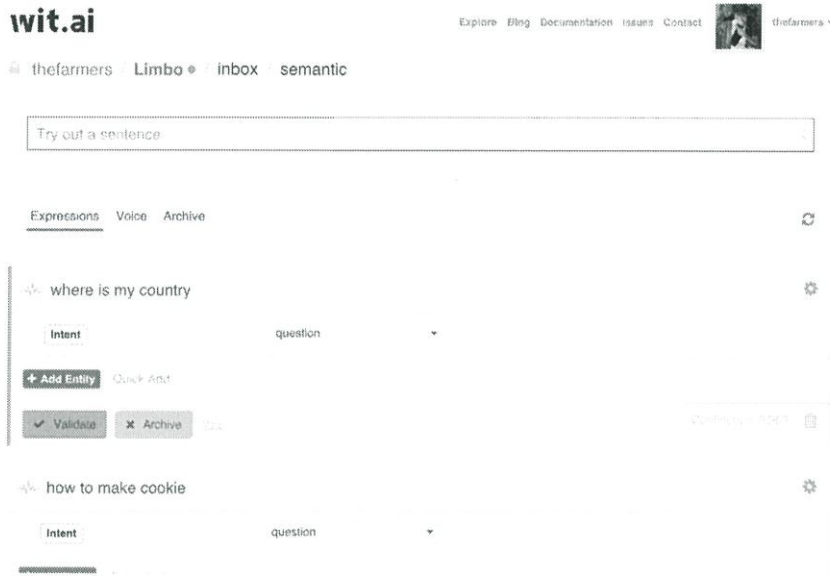 wit.ai
Explore Blog Documentation Issues Contact thefarmers
thefarmers / Limbo / inbox / semantic
Try out a sentence
Expressions Voice Archive
where is my country
Intent question
+ Add Entity Quick Add
✔ Validate ✖ Archive
how to make cookie
Intent question